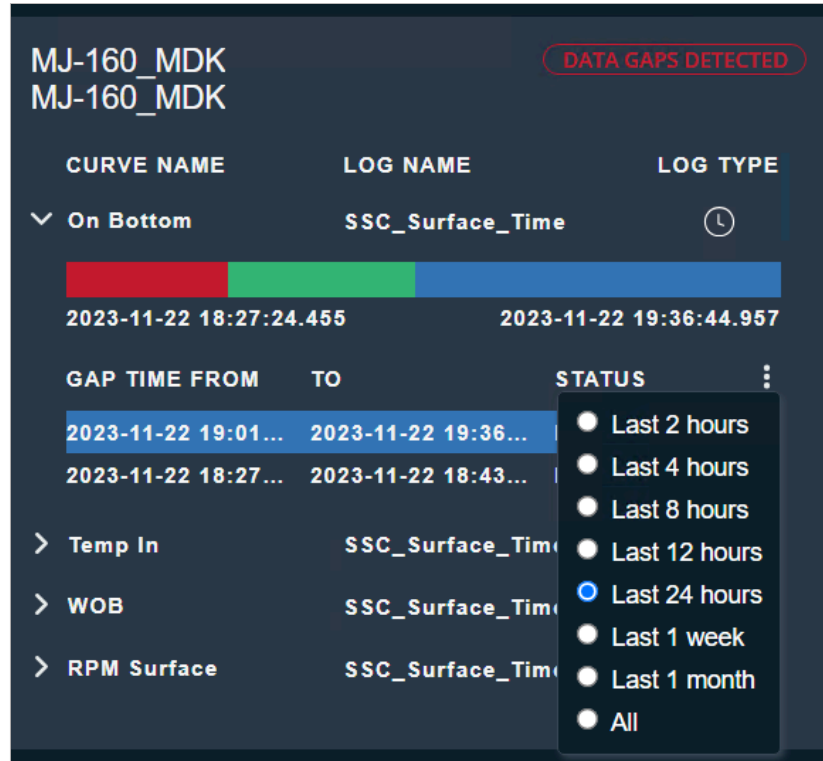 MJ-160_MDK
DATA GAPS DETECTED
MJ-160_MDK
CURVE NAME LOG NAME LOG TYPE
On Bottom SSC_Surface_Time
2023-11-22 18:27:24.455 2023-11-22 19:36:44.957
GAP TIME FROM TO STATUS
2023-11-22 19:01... 2023-11-22 19:36...
2023-11-22 18:27... 2023-11-22 18:43...
Temp In SSC_Surface_Tim
WOB SSC_Surface_Tim
RPM Surface SSC_Surface_Tim
Last 2 hours
Last 4 hours
Last 8 hours
Last 12 hours
Last 24 hours
Last 1 week
Last 1 month
All